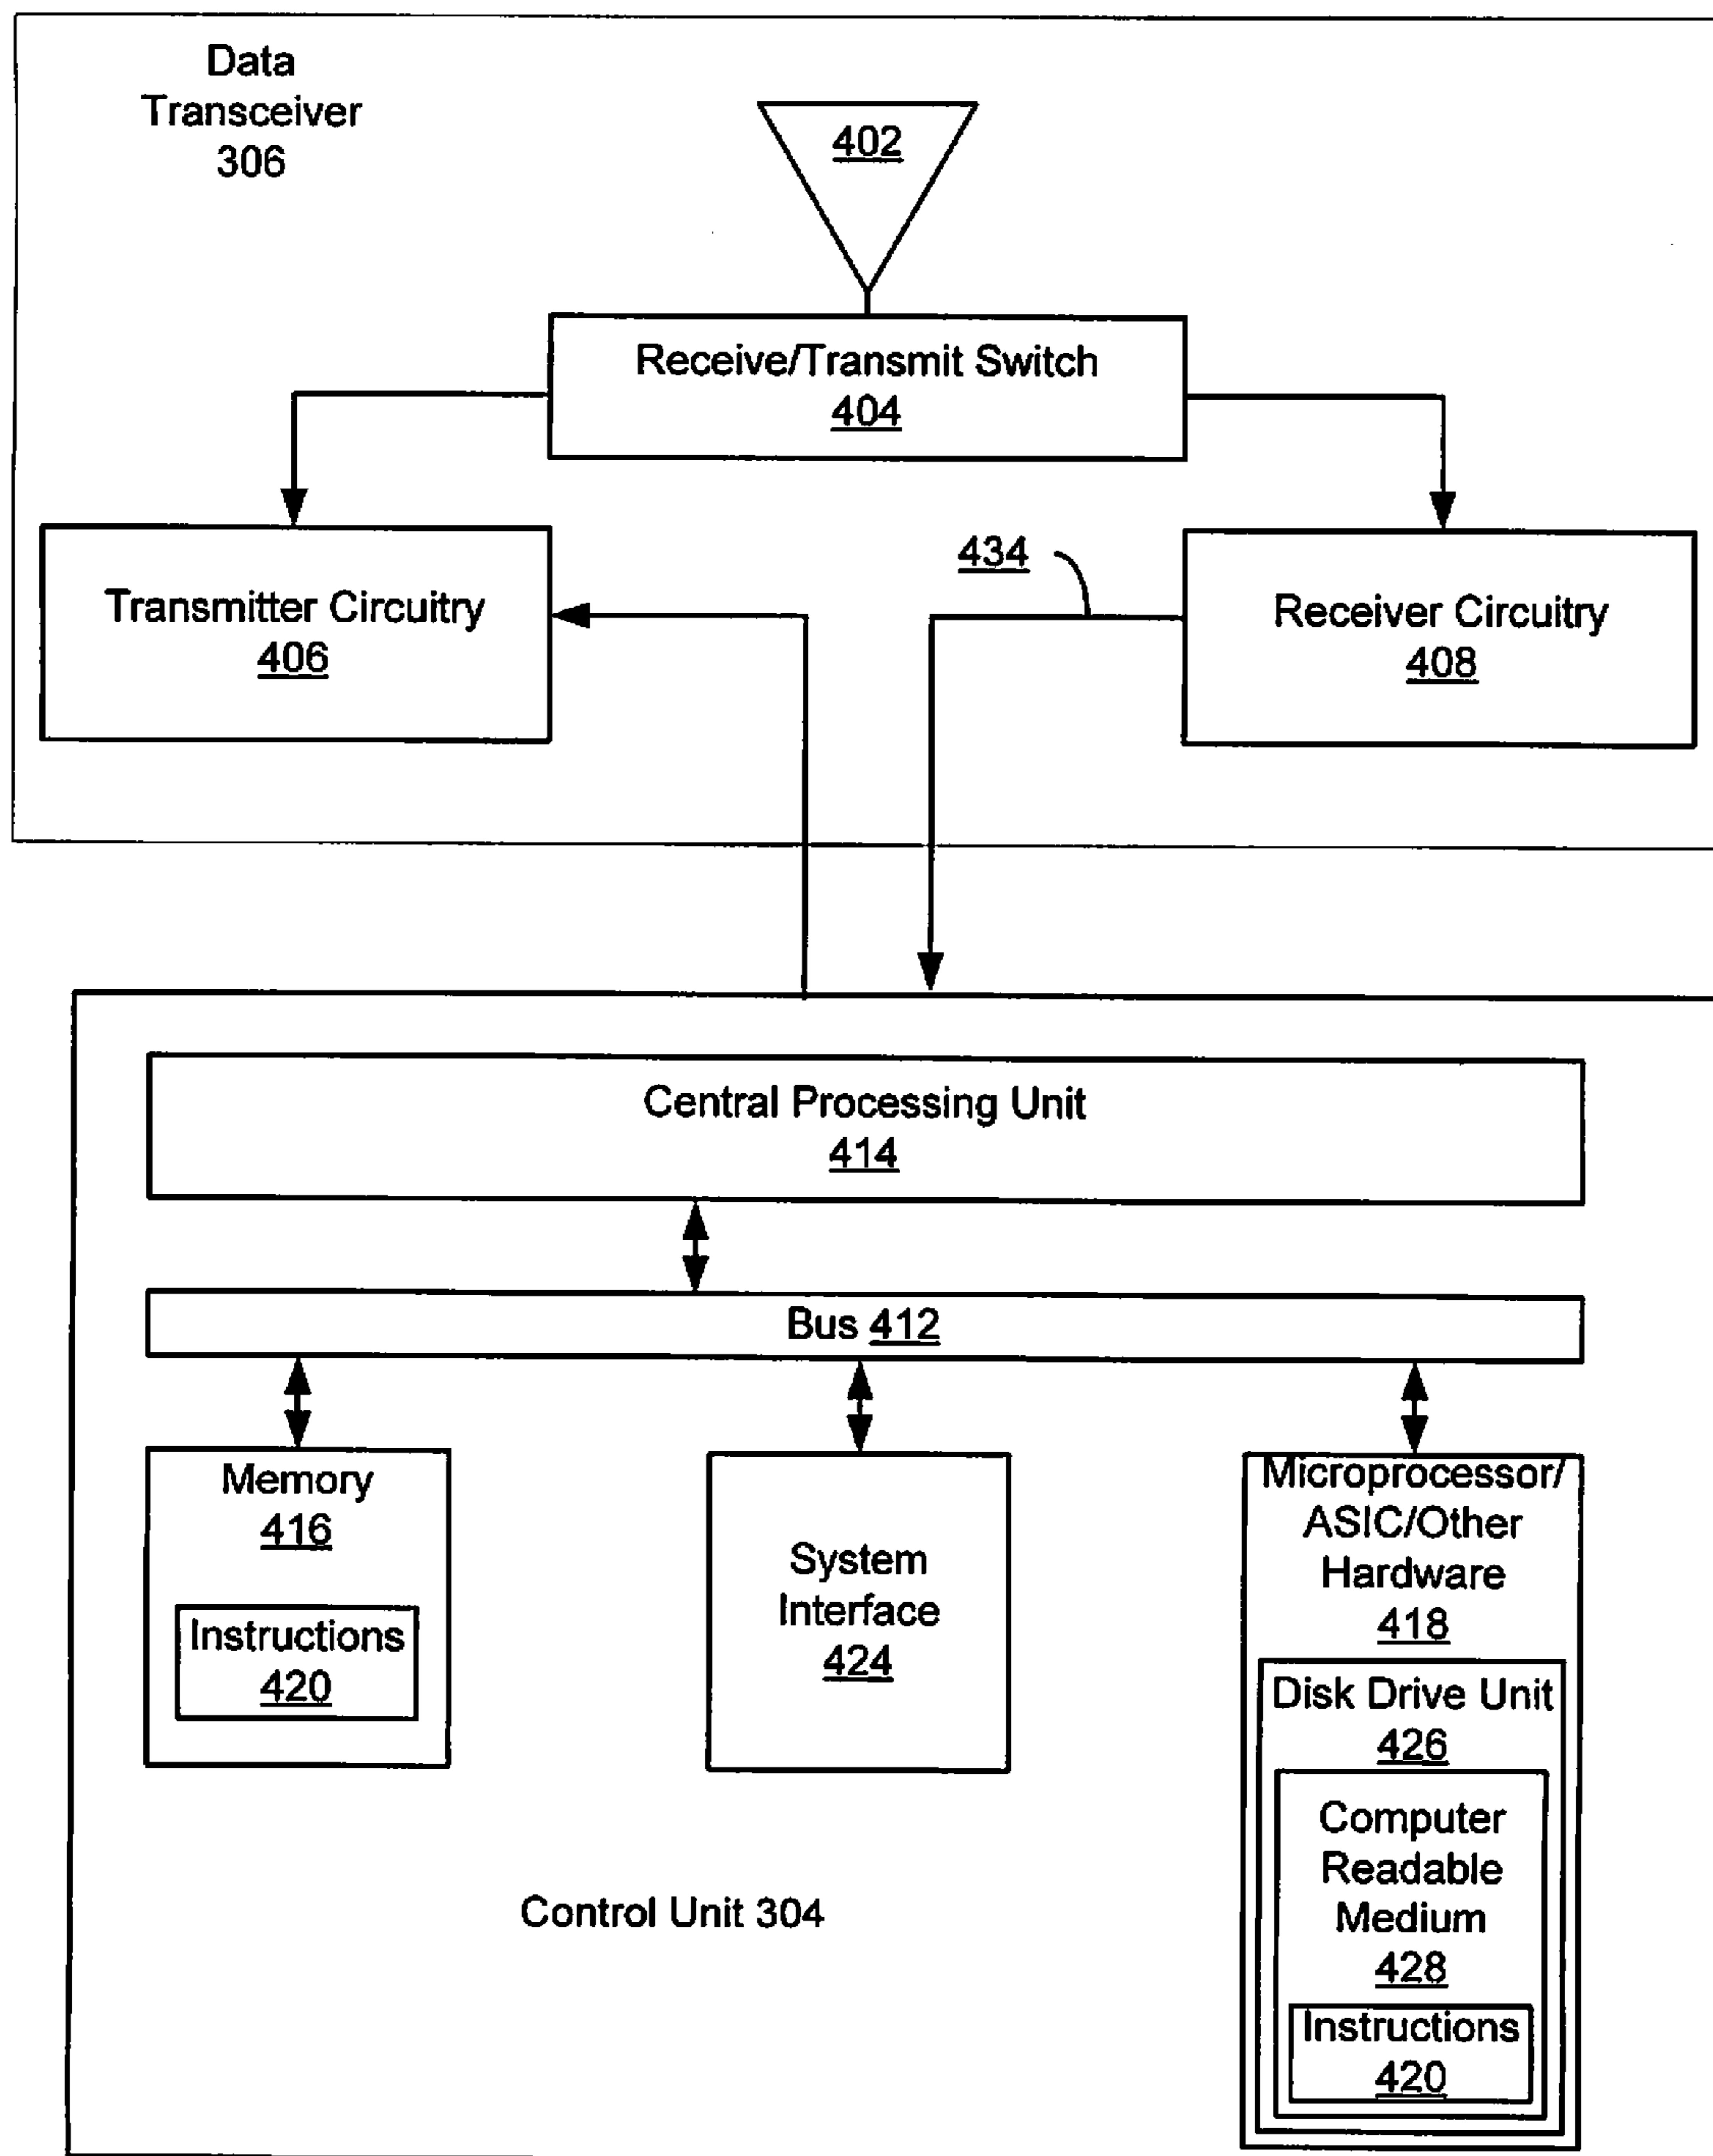 Data
Transceiver
306
402
Receive/Transmit Switch
404
434
Transmitter Circuitry
406
Receiver Circuitry
408
Central Processing Unit
414
Bus 412
Memory
416
Instructions
420
System
Interface
424
Microprocessor/
ASIC/Other
Hardware
418
Disk Drive Unit
426
Computer
Readable
Medium
428
Instructions
420
Control Unit 304